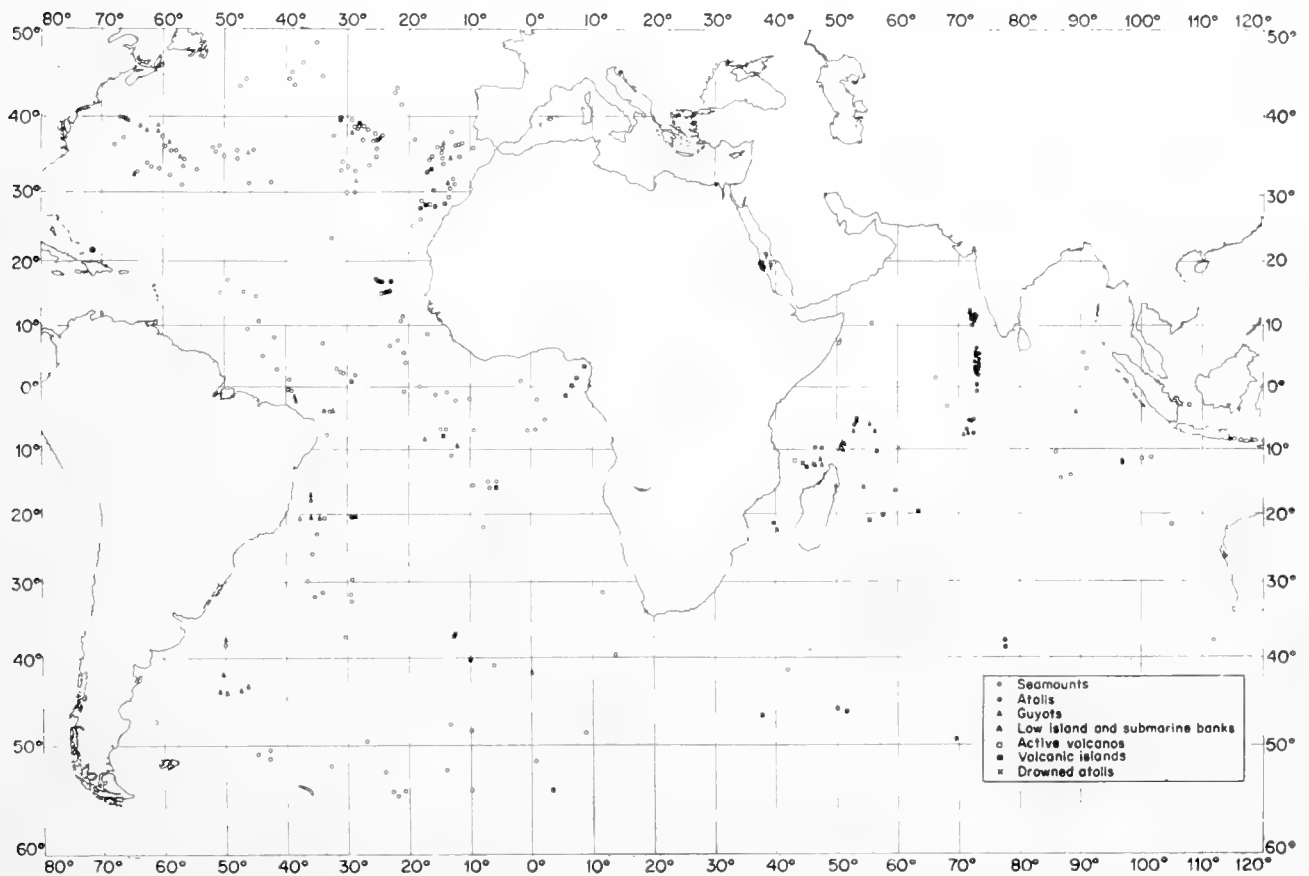 80° 70° 60° 50° 40° 30° 20° 10° 0° 10° 20° 30° 40° 50° 60° 70° 80° 90° 100° 110° 120°
50° 50°
40° 40°
30° 30°
20° 20
10° 10
0° 0°
10° 10°
20° 20°
30° 30°
40° 40°
50° 50°
60° 60°
80° 70° 60° 50° 40° 30° 20° 10° 0° 10° 20° 30° 40° 50° 60° 70° 80° 90° 100° 110° 120°
Seamounts
Atolls
Guyots
Low island and submarine banks
Active volcanos
Volcanic islands
Drowned atolls